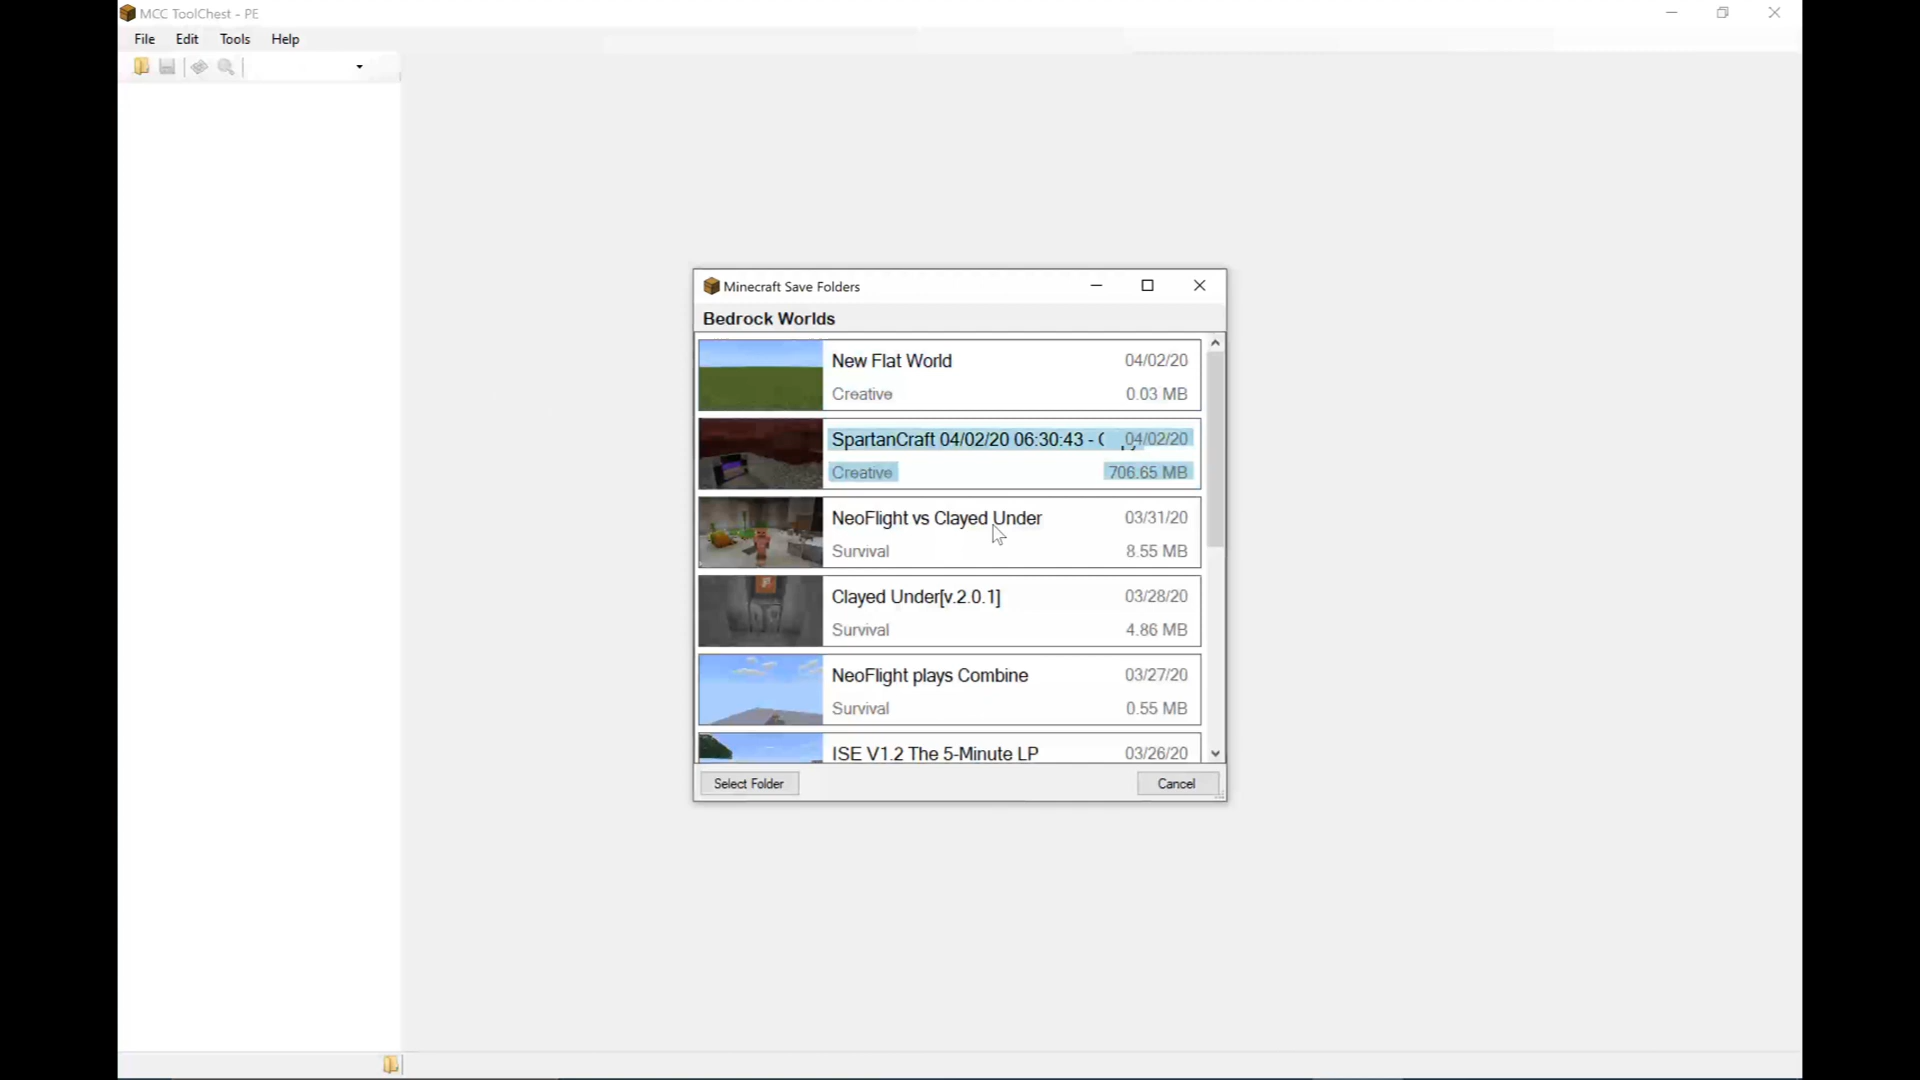 MCC ToolChest - PE
File Edit Tools Help
Minecraft Save Folders
Bedrock Worlds
New Flat World 04/02/20
Creative 0.03 MB
SpartanCraft 04/02/20 06:30:43 - 04/02/20
Creative 706.65 MB
NeoFlight vs Clayed Under 03/31/20
Survival 8.55 MB
Clayed Under[v.2.0.1] 03/28/20
Survival 4.86 MB
NeoFlight plays Combine 03/27/20
Survival 0.55 MB
ISE V1.2 The 5-Minute LP 03/26/20
Select Folder Cancel